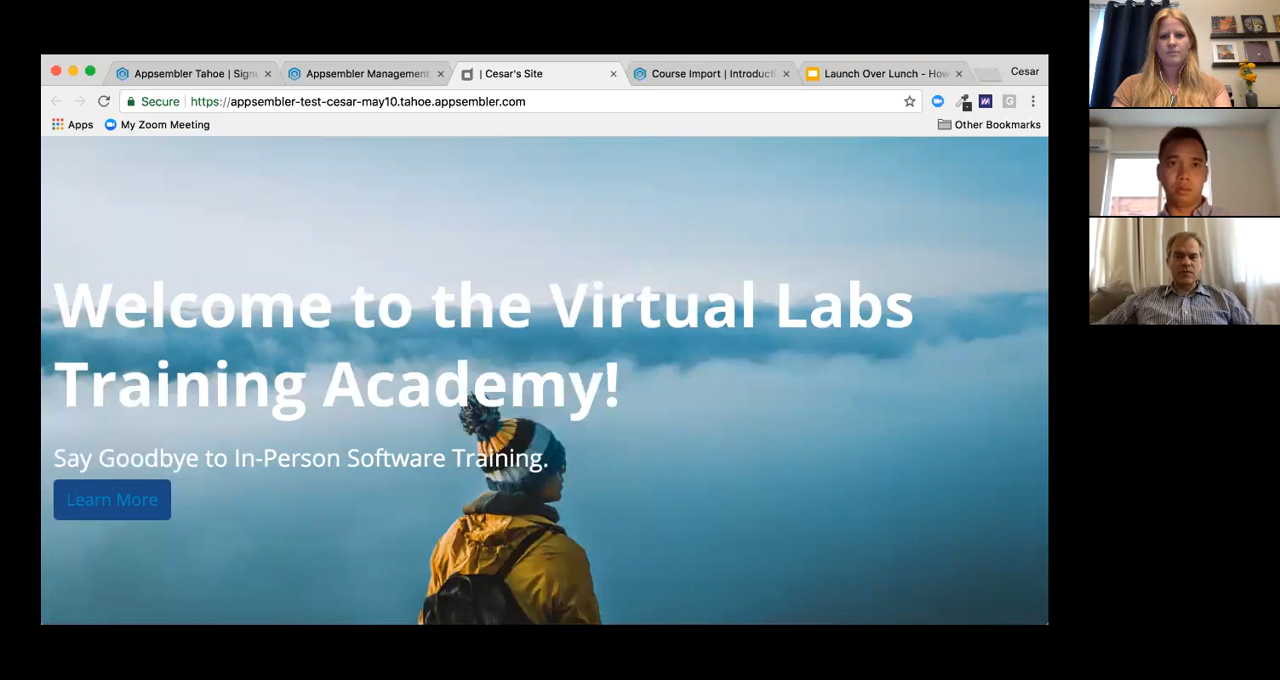 Appsembler Tahoe | Sign
Appsembler Management
| Cesar's Site
Course Import | Introducti
Launch Over Lunch - How
Cesar
Secure
https://appsembler-test-cesar-may10.tahoe.appsembler.com
Apps
My Zoom Meeting
Other Bookmarks
Welcome to the Virtual Labs
Training Academy!
Say Goodbye to In-Person Software Training.
Learn More